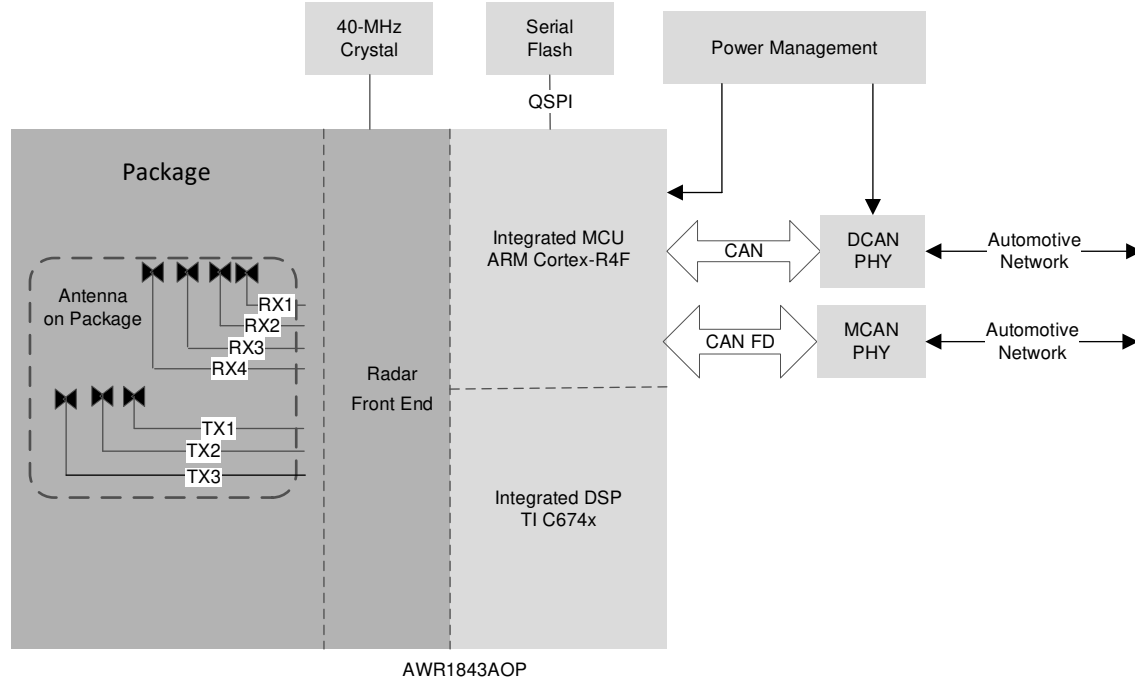 40-MHz
Crystal
Serial
Flash
Power Management
QSPI
Package
Integrated MCU
ARM Cortex-R4F
CAN
DCAN
PHY
Automotive
Network
Antenna
on Package
RX1
RX2
RX3
RX4
CAN FD
MCAN
PHY
Automotive
Network
Radar
Front End
TX1
TX2
TX3
Integrated DSP
TI C674x
AWR1843AOP